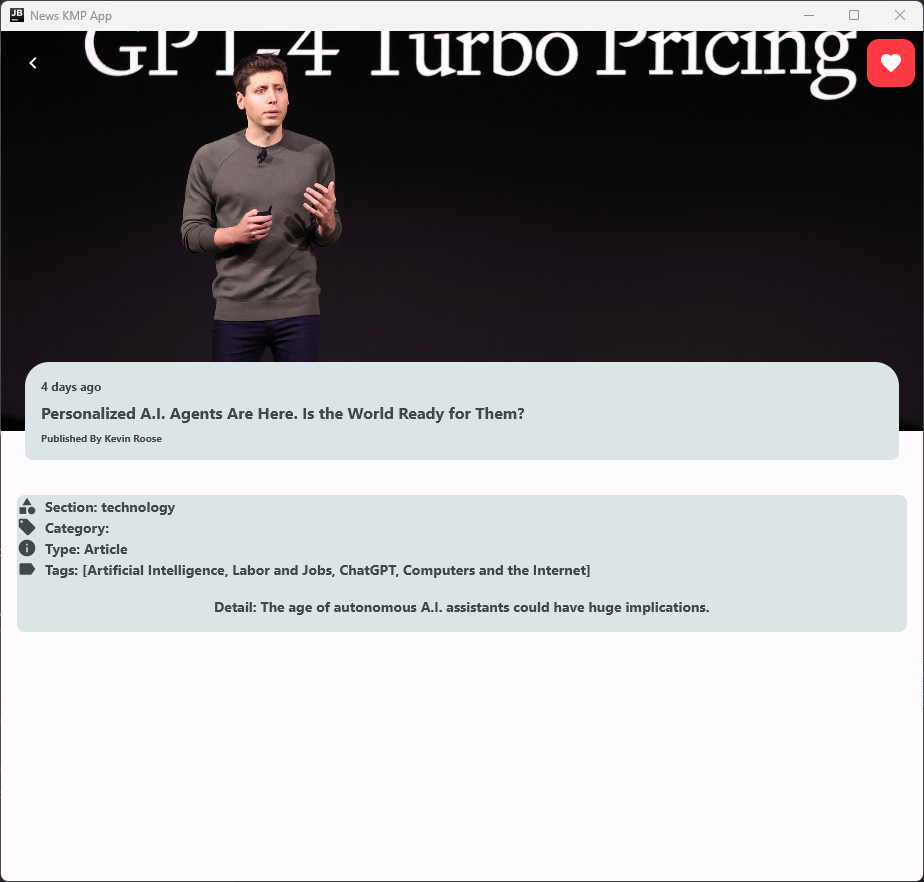 JB
News KMP App
GPT-4 Turbo Pricing
4 days ago
Personalized A.I. Agents Are Here. Is the World Ready for Them?
Published By Kevin Roose
Section: technology
Category:
Type: Article
Tags: [Artificial Intelligence, Labor and Jobs, ChatGPT, Computers and the Internet]
Detail: The age of autonomous A.I. assistants could have huge implications.